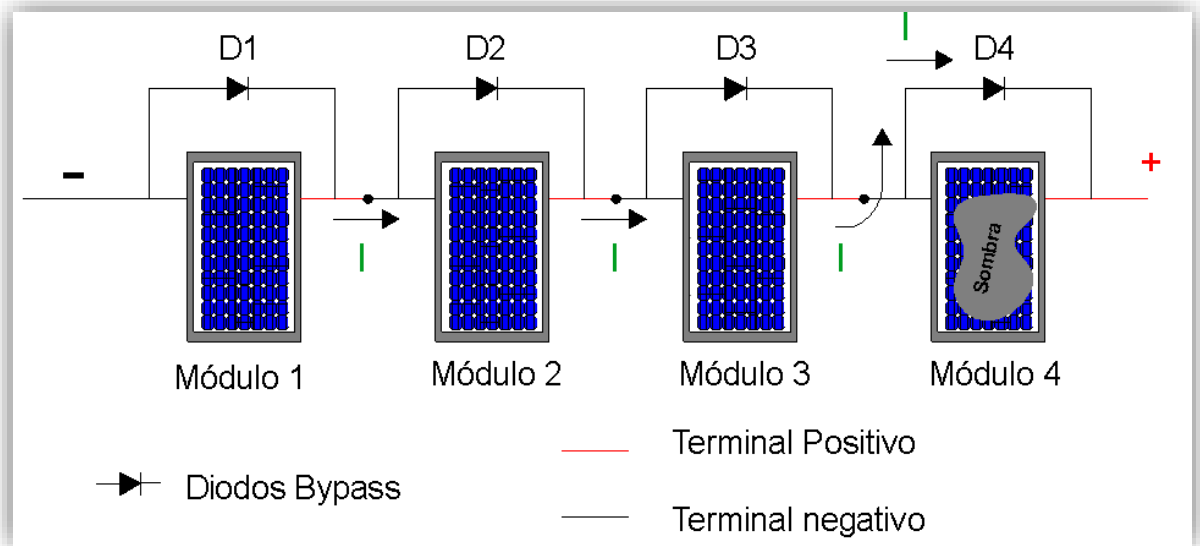 D1 D2 D3 I D4
- +
I I I
Sombra
Módulo 1 Módulo 2 Módulo 3 Módulo 4
Terminal Positivo
Diodos Bypass
Terminal negativo